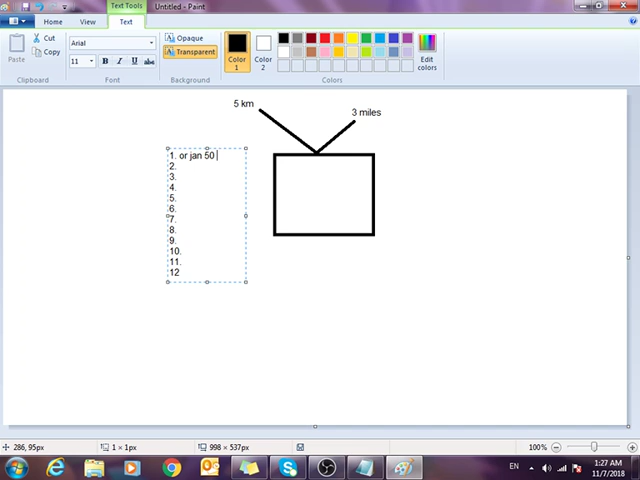 Text Tools
Untitled - Paint
Home
View
Text
Paste
Cut
Copy
Clipboard
Arial
11
B I U abc
Font
Opaque
Transparent
Background
Color 1
Color 2
Edit colors
Colors
5 km
3 miles
1. or jan 50
2.
3.
4.
5.
6.
7.
8.
9.
10.
11.
12
286, 95px
1 × 1px
998 × 537px
100%
EN
1:27 AM
11/7/2018